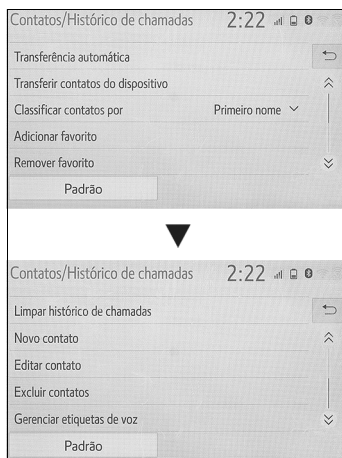 Contatos/Histórico de chamadas 2:22
Transferência automática
Transferir contatos do dispositivo
Classificar contatos por Primeiro nome
Adicionar favorito
Remover favorito
Padrão
Contatos/Histórico de chamadas 2:22
Limpar histórico de chamadas
Novo contato
Editar contato
Excluir contatos
Gerenciar etiquetas de voz
Padrão